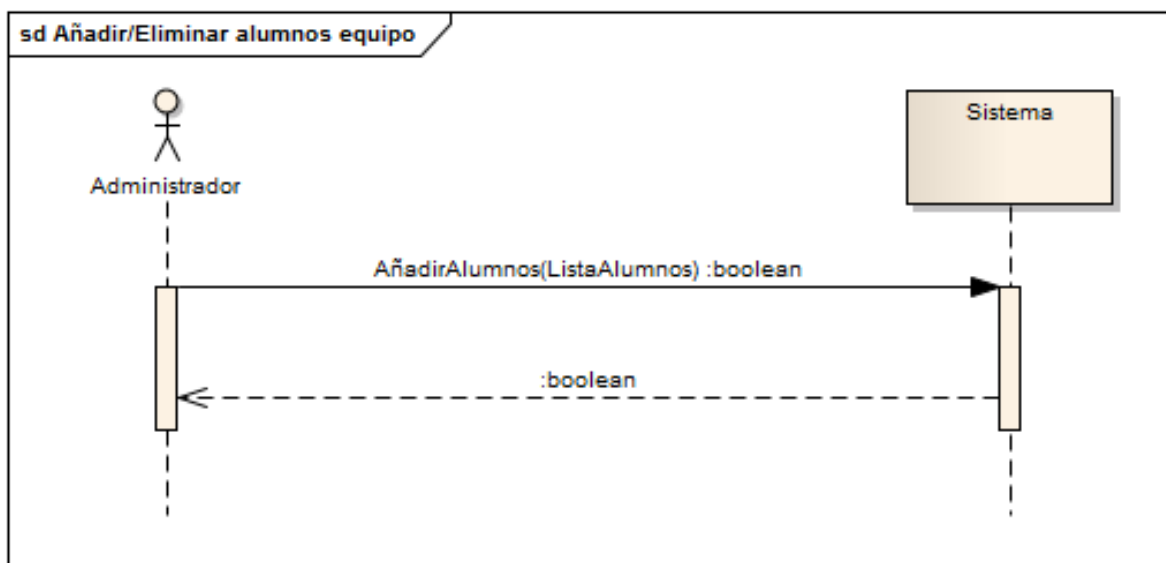 sd Añadir/Eliminar alumnos equipo
Sistema
Administrador
AñadirAlumnos(ListaAlumnos) :boolean
:boolean